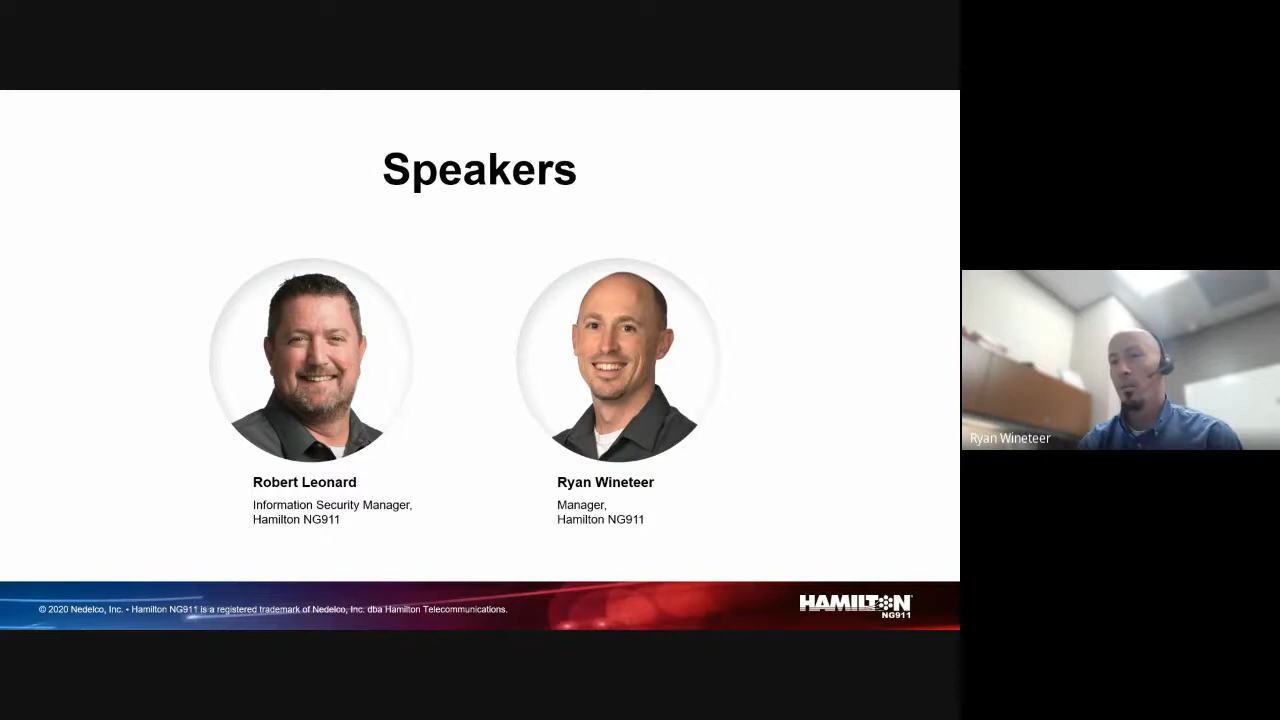 Speakers
Robert Leonard
Information Security Manager,
Hamilton NG911
Ryan Wineteer
Manager,
Hamilton NG911
Ryan Wineteer
© 2020 Nedelco, Inc. • Hamilton NG911 is a registered trademark of Nedelco, Inc. dba Hamilton Telecommunications.
HAMILTON
NG911